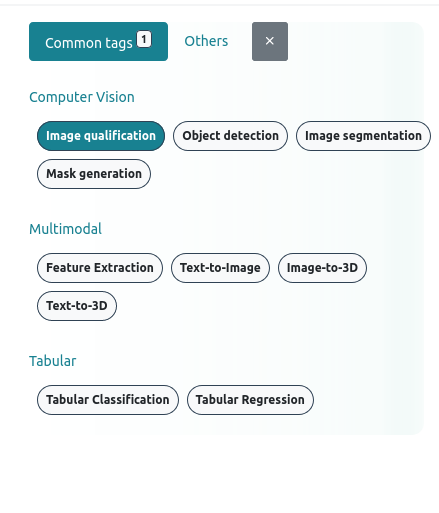 Common tags 1 Others ×
Computer Vision
Image qualification Object detection Image segmentation
Mask generation
Multimodal
Feature Extraction Text-to-Image Image-to-3D
Text-to-3D
Tabular
Tabular Classification Tabular Regression